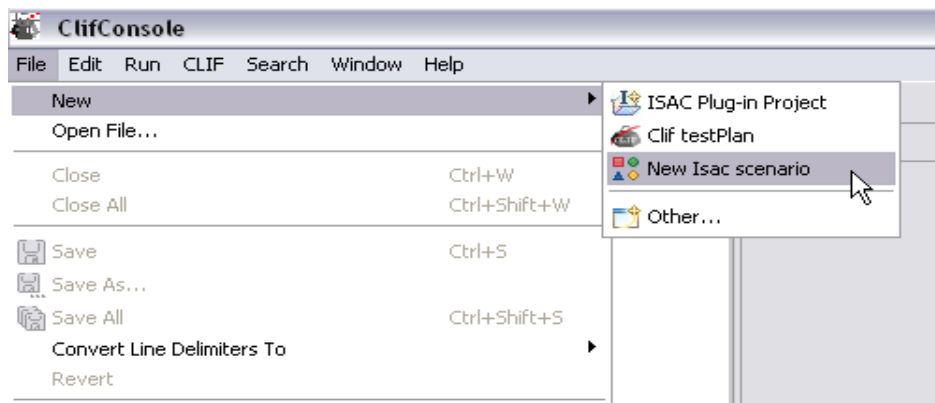 ClifConsole
File Edit Run CLIF Search Window Help
New
Open File...
Close Ctrl+W
Close All Ctrl+Shift+W
Save Ctrl+S
Save As...
Save All Ctrl+Shift+S
Convert Line Delimiters To
Revert
ISAC Plug-in Project
Clif testPlan
New Isac scenario
Other...